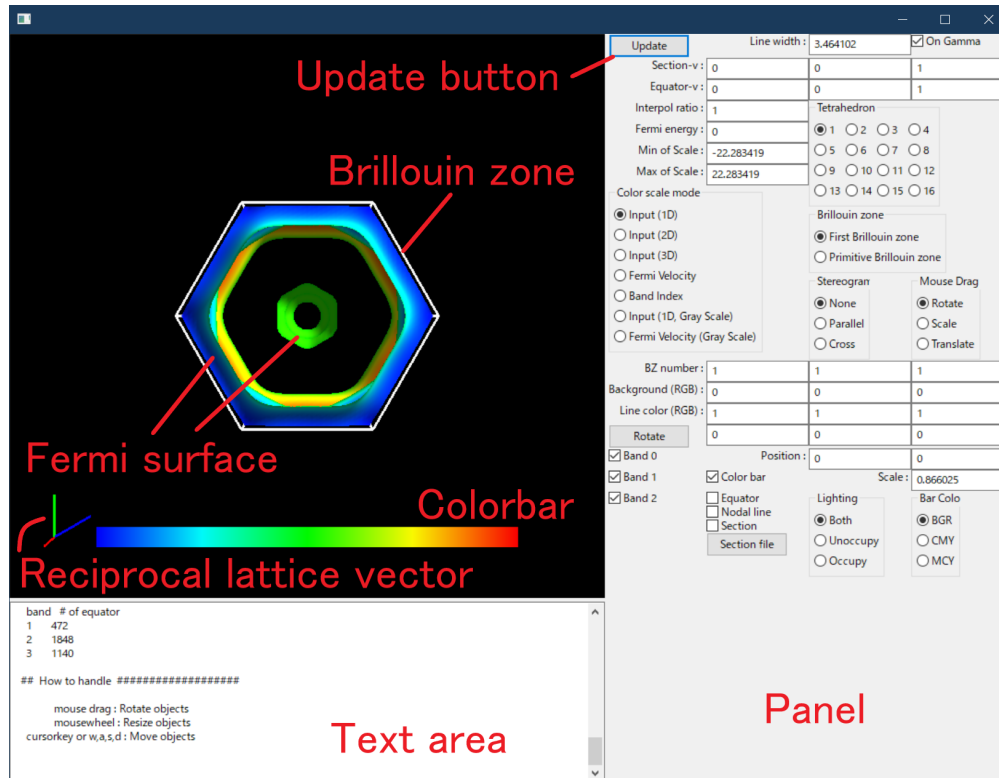 Update button
Brillouin zone
Fermi surface
Colorbar
Reciprocal lattice vector
band # of equator
1 472
2 1848
3 1140
## How to handle ###################
mouse drag : Rotate objects
mousewheel : Resize objects
cursorkey or w,a,s,d : Move objects
Text area
Update
Line width : 3.464102
On Gamma
Section-v : 0 0 1
Equator-v : 0 0 1
Interpol ratio : 1
Fermi energy : 0
Min of Scale : -22.283419
Max of Scale : 22.283419
Tetrahedron
1 2 3 4
5 6 7 8
9 10 11 12
13 14 15 16
Color scale mode
Input (1D)
Input (2D)
Input (3D)
Fermi Velocity
Band Index
Input (1D, Gray Scale)
Fermi Velocity (Gray Scale)
Brillouin zone
First Brillouin zone
Primitive Brillouin zone
Stereogram
None
Parallel
Cross
Mouse Drag
Rotate
Scale
Translate
BZ number : 1 1 1
Background (RGB) : 0 0 0
Line color (RGB) : 1 1 1
Rotate 0 0 0
Band 0
Position : 0 0
Band 1
Color bar
Scale : 0.866025
Band 2
Equator
Nodal line
Section
Section file
Lighting
Both
Unoccupy
Occupy
Bar Colo
BGR
CMY
MCY
Panel